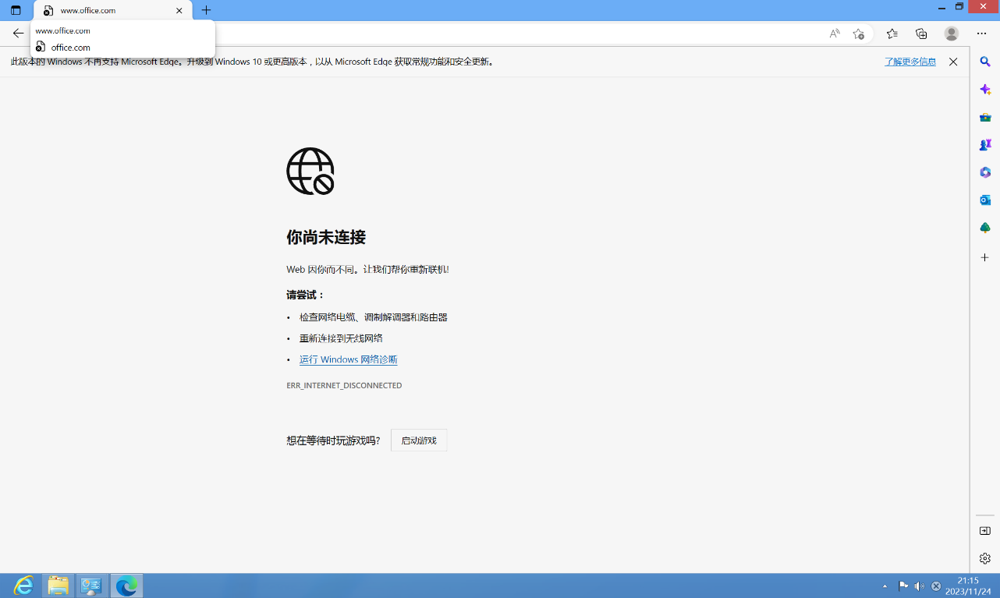 www.office.com
www.office.com
office.com
此版本的 Windows 不再支持 Microsoft Edge。升级到 Windows 10 或更高版本，以从 Microsoft Edge 获取常规功能和安全更新。
了解更多信息
你尚未连接
Web 因你而不同。让我们帮你重新联机!
请尝试：
• 检查网络电缆、调制解调器和路由器
• 重新连接到无线网络
• 运行 Windows 网络诊断
ERR_INTERNET_DISCONNECTED
想在等待时玩游戏吗?
启动游戏
21:15
2023/11/24